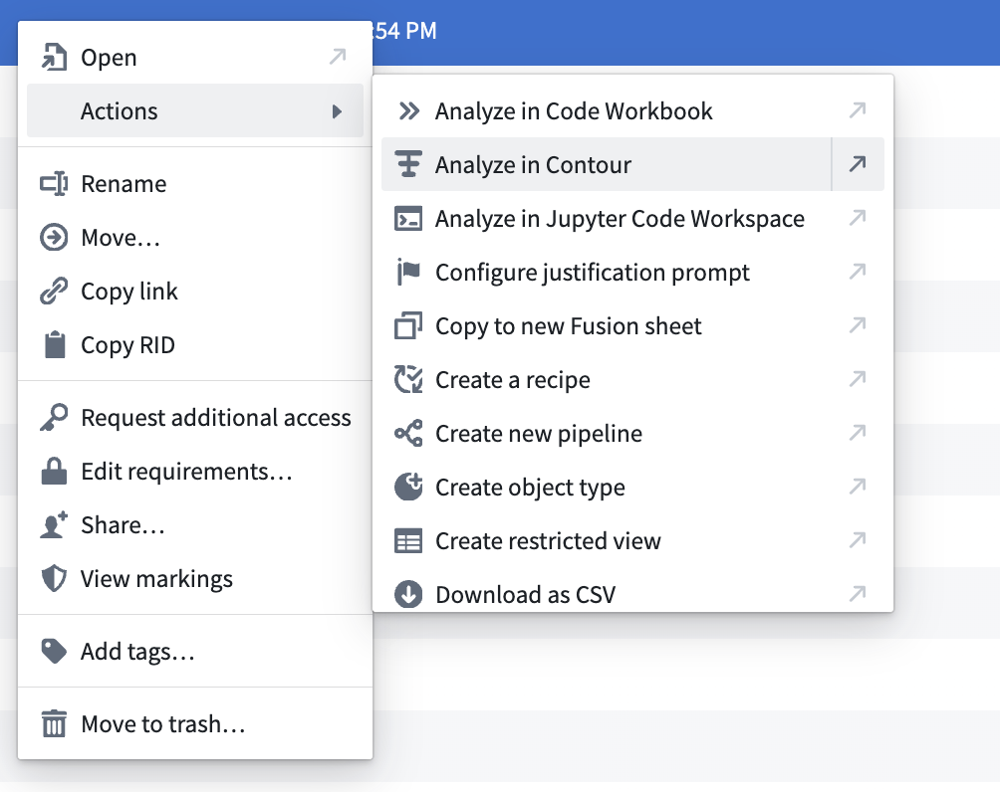 :54 PM
Open
Actions
Rename
Move…
Copy link
Copy RID
Request additional access
Edit requirements…
Share…
View markings
Add tags…
Move to trash…
Analyze in Code Workbook
Analyze in Contour
Analyze in Jupyter Code Workspace
Configure justification prompt
Copy to new Fusion sheet
Create a recipe
Create new pipeline
Create object type
Create restricted view
Download as CSV